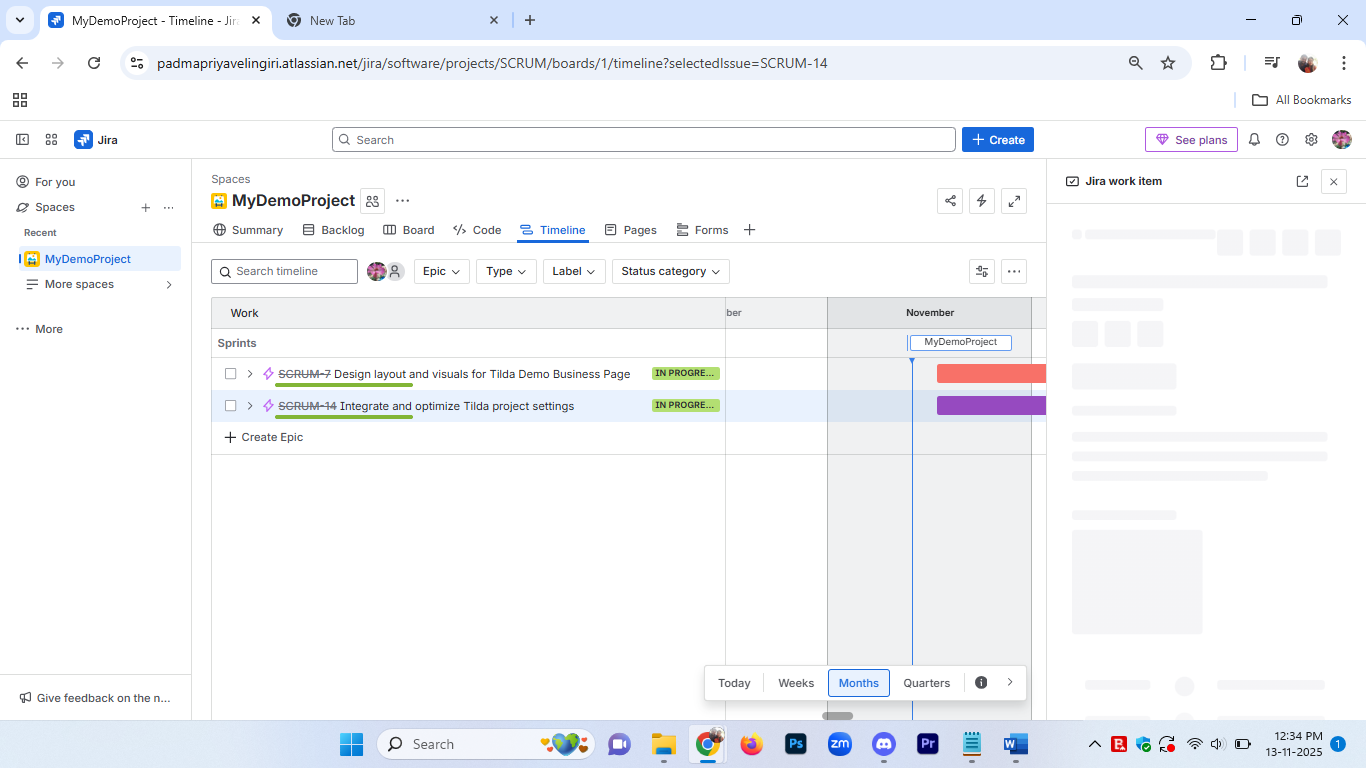 MyDemoProject - Timeline - Jira
New Tab
padmapriyavelingiri.atlassian.net/jira/software/projects/SCRUM/boards/1/timeline?selectedIssue=SCRUM-14
All Bookmarks
Jira
Search
Create
See plans
For you
Spaces
Recent
MyDemoProject
More spaces
More
Give feedback on the n...
Spaces
MyDemoProject
Summary
Backlog
Board
Code
Timeline
Pages
Forms
Search timeline
Epic
Type
Label
Status category
Work
ber
November
Sprints
MyDemoProject
SCRUM-7 Design layout and visuals for Tilda Demo Business Page
IN PROGRE...
SCRUM-14 Integrate and optimize Tilda project settings
IN PROGRE...
Create Epic
Today
Weeks
Months
Quarters
Jira work item
Search
Ps
zm
Pr
W
12:34 PM
13-11-2025
1